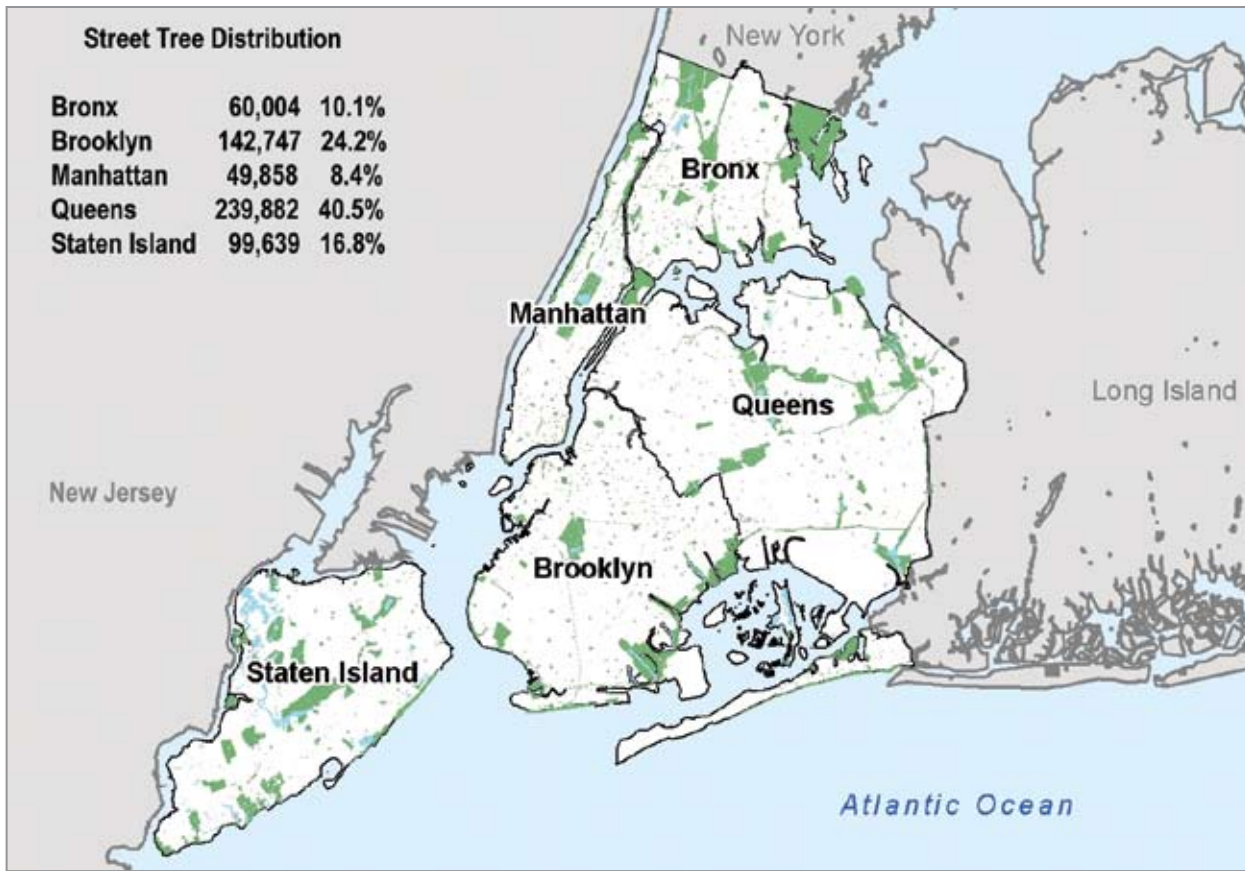 Street Tree Distribution
Bronx 60,004 10.1%
Brooklyn 142,747 24.2%
Manhattan 49,858 8.4%
Queens 239,882 40.5%
Staten Island 99,639 16.8%
New York
Bronx
Manhattan
Queens
Long Island
New Jersey
Brooklyn
Staten Island
Atlantic Ocean